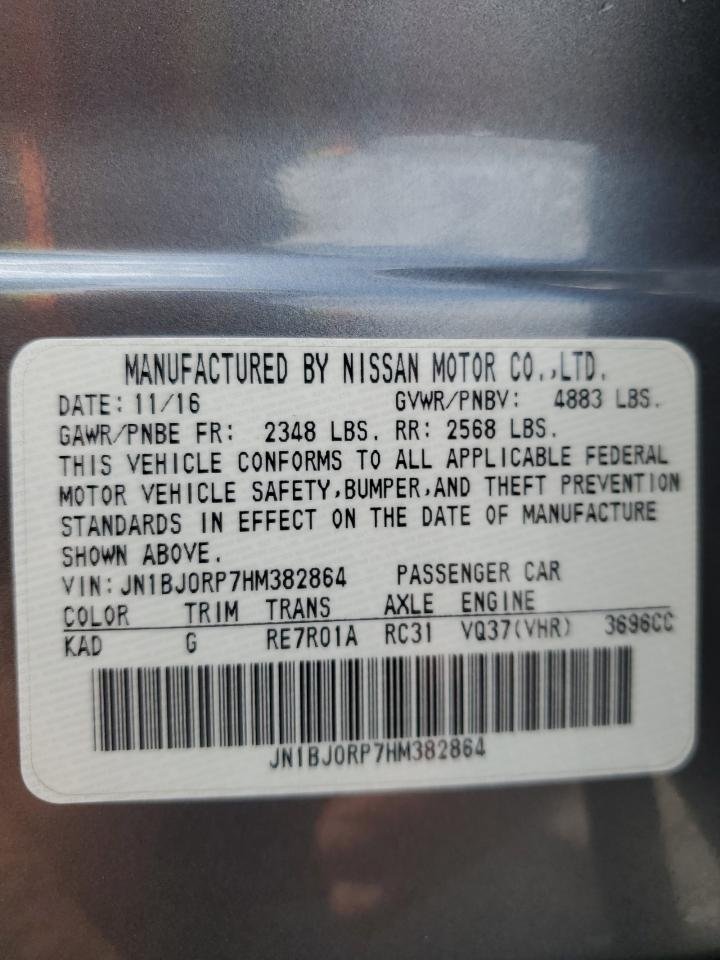 MANUFACTURED BY NISSAN MOTOR CO.,LTD.
DATE: 11/16 GVWR/PNBV: 4883 LBS.
GAWR/PNBE FR: 2348 LBS. RR: 2568 LBS.
THIS VEHICLE CONFORMS TO ALL APPLICABLE FEDERAL
MOTOR VEHICLE SAFETY,BUMPER,AND THEFT PREVENTION
STANDARDS IN EFFECT ON THE DATE OF MANUFACTURE
SHOWN ABOVE.
VIN: JN1BJ0RP7HM382864 PASSENGER CAR
COLOR TRIM TRANS AXLE ENGINE
KAD G RE7R01A RC31 VQ37(VHR) 3696CC
JN1BJ0RP7HM382864